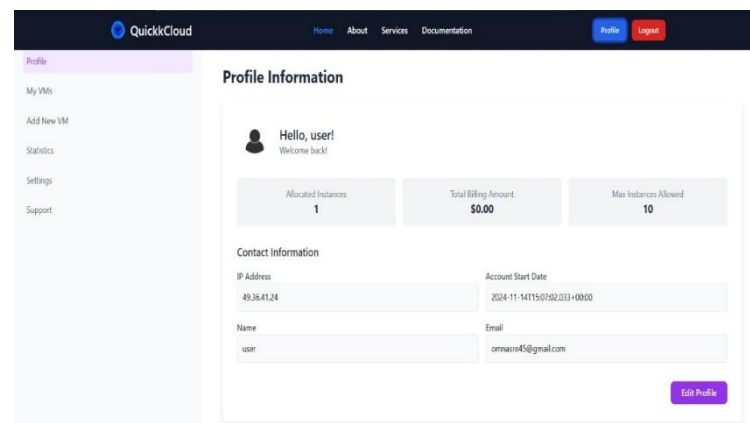 QuickkCloud
Home About Services Documentation
Profile Logout
Profile
My VMs
Add New VM
Statistics
Settings
Support
Profile Information
Hello, user!
Welcome back!
Allocated Instances
1
Total Billing Amount
$0.00
Max Instances Allowed
10
Contact Information
IP Address
49.36.41.24
Account Start Date
2024-11-14T15:07:02.033+00:00
Name
user
Email
omnasre45@gmail.com
Edit Profile